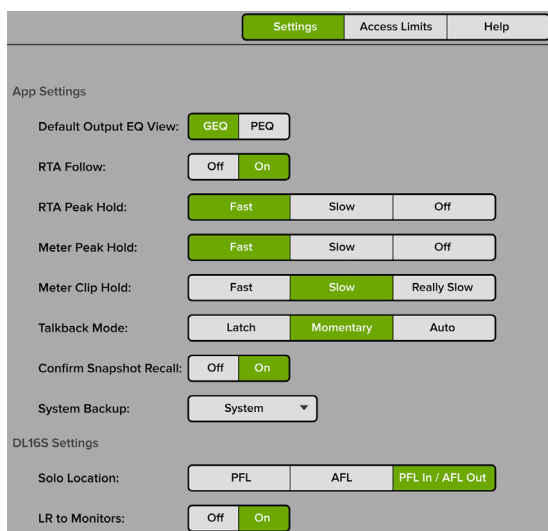 Settings Access Limits Help
App Settings
Default Output EQ View: GEQ PEQ
RTA Follow: Off On
RTA Peak Hold: Fast Slow Off
Meter Peak Hold: Fast Slow Off
Meter Clip Hold: Fast Slow Really Slow
Talkback Mode: Latch Momentary Auto
Confirm Snapshot Recall: Off On
System Backup: System
DL16S Settings
Solo Location: PFL AFL PFL In / AFL Out
LR to Monitors: Off On